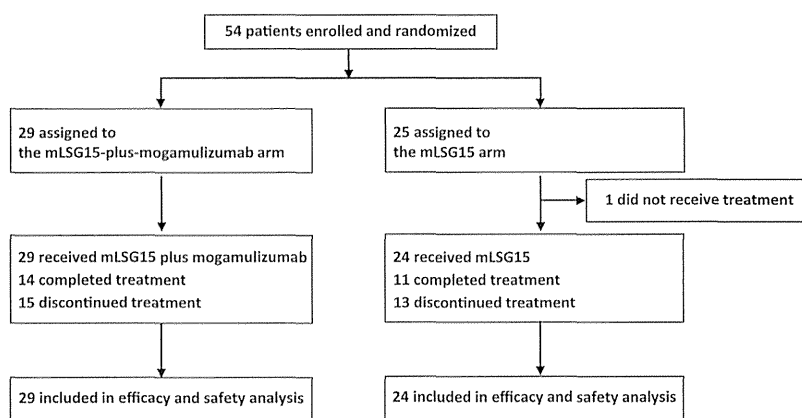 54 patients enrolled and randomized
29 assigned to
the mLSG15-plus-mogamulizumab arm
25 assigned to
the mLSG15 arm
1 did not receive treatment
29 received mLSG15 plus mogamulizumab
14 completed treatment
15 discontinued treatment
24 received mLSG15
11 completed treatment
13 discontinued treatment
29 included in efficacy and safety analysis
24 included in efficacy and safety analysis